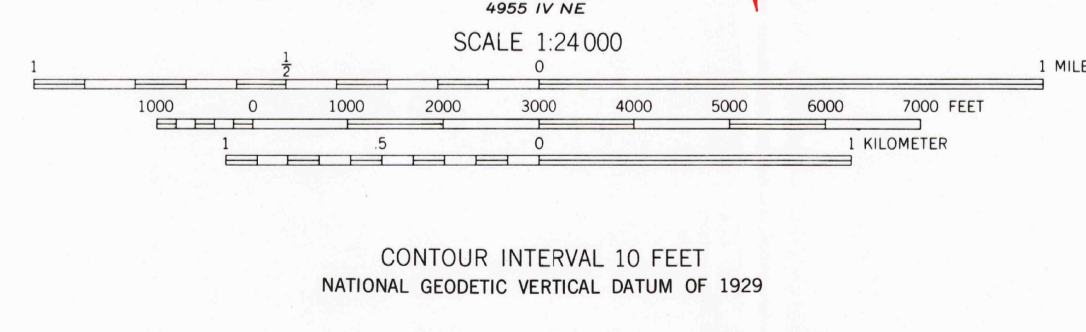 4955 IV NE
SCALE 1:24 000
1 1/2 0 1 MILE
1000 0 1000 2000 3000 4000 5000 6000 7000 FEET
1 .5 0 1 KILOMETER
CONTOUR INTERVAL 10 FEET
NATIONAL GEODETIC VERTICAL DATUM OF 1929